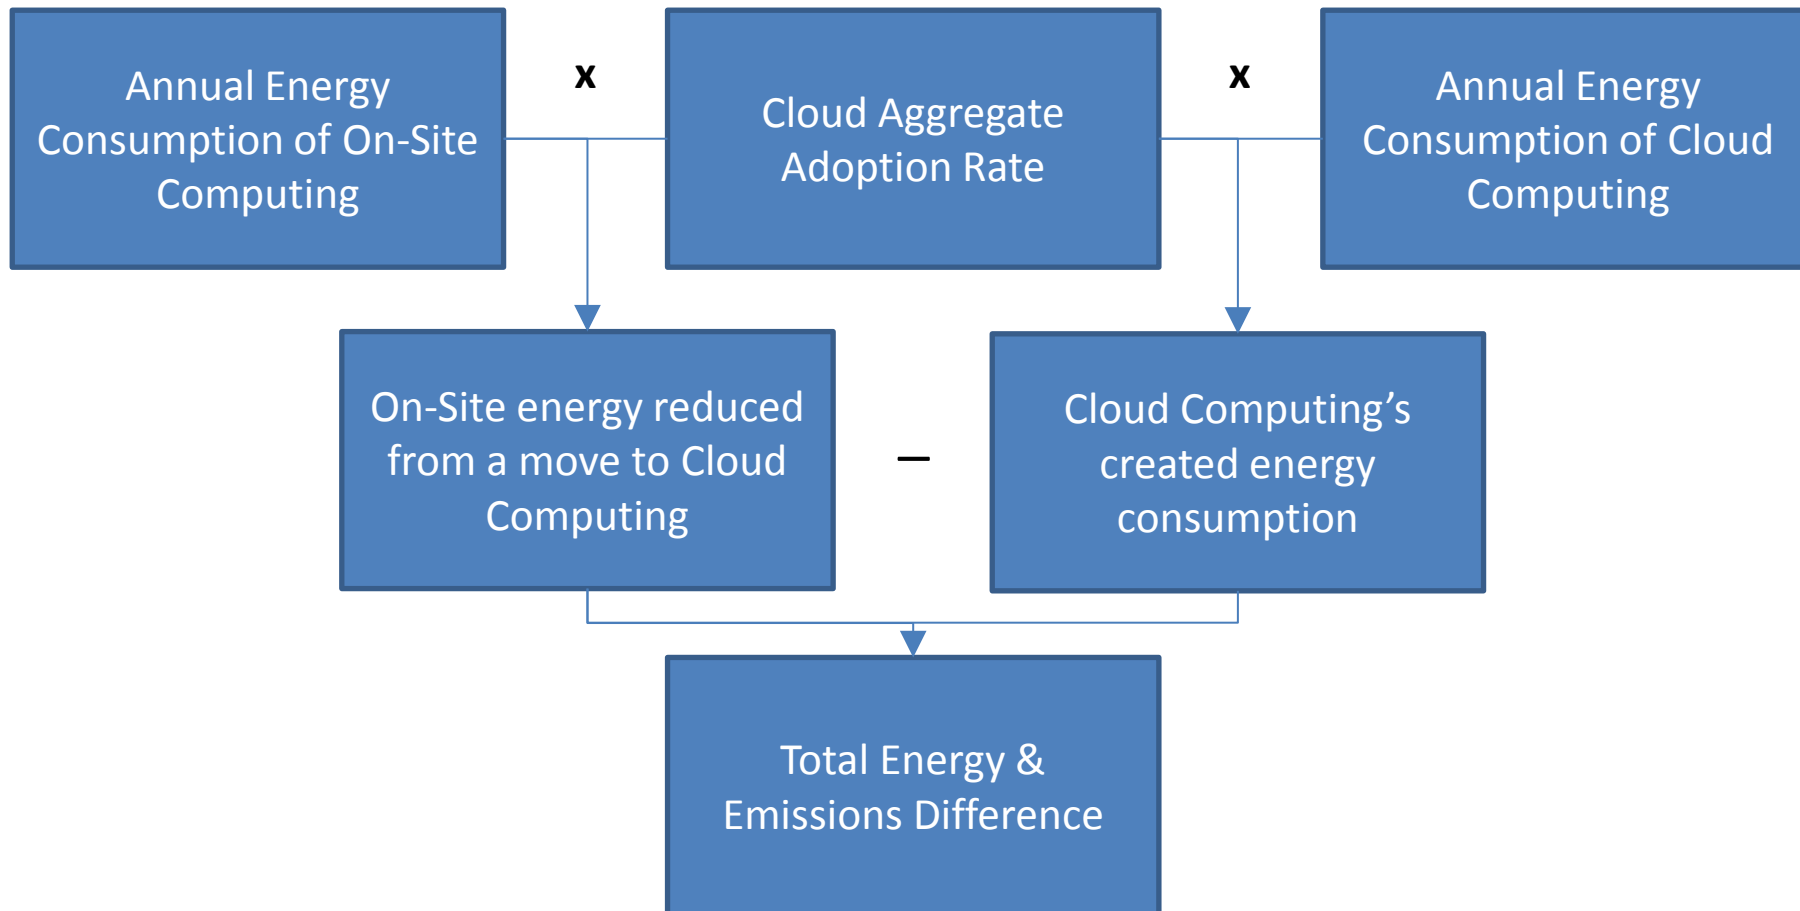 Annual Energy
Consumption of On-Site
Computing
x
Cloud Aggregate
Adoption Rate
x
Annual Energy
Consumption of Cloud
Computing
On-Site energy reduced
from a move to Cloud
Computing
–
Cloud Computing’s
created energy
consumption
Total Energy &
Emissions Difference